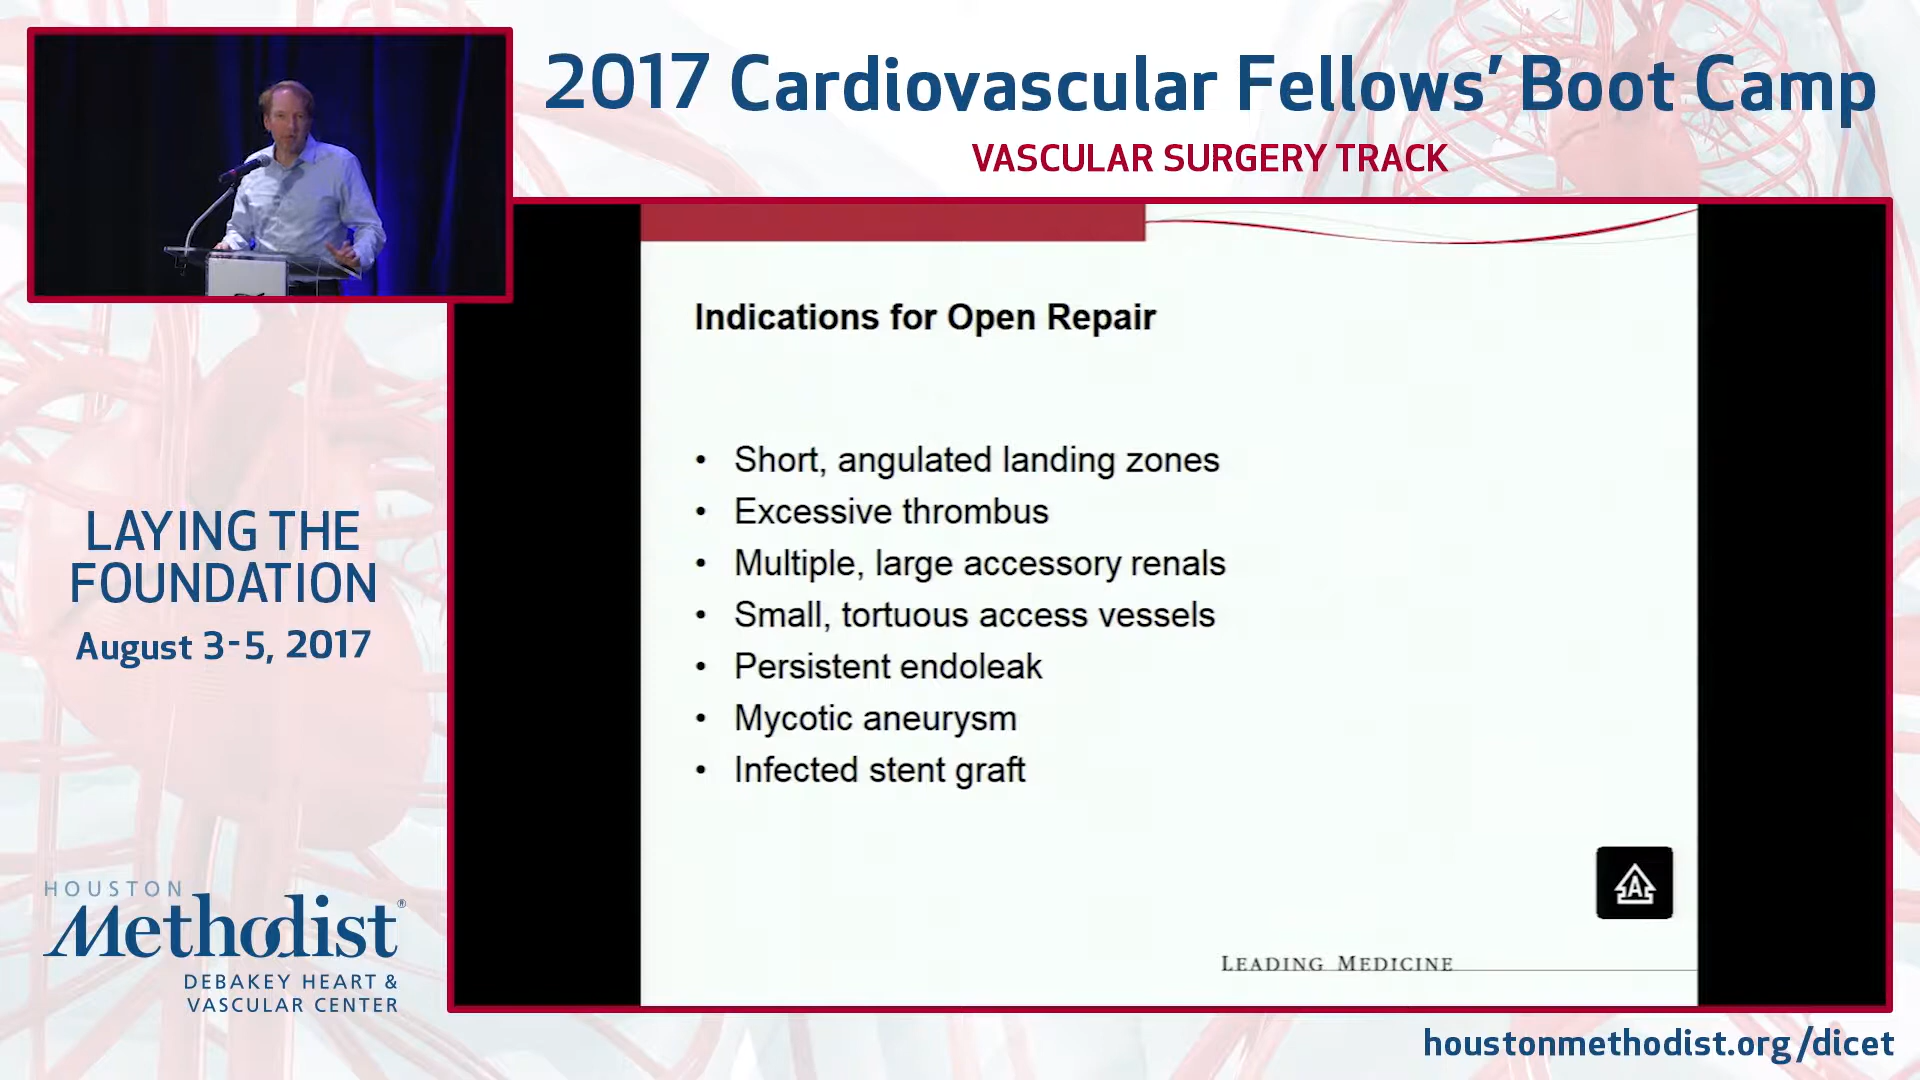 2017 Cardiovascular Fellows’ Boot Camp
VASCULAR SURGERY TRACK
Indications for Open Repair
• Short, angulated landing zones
• Excessive thrombus
• Multiple, large accessory renals
• Small, tortuous access vessels
• Persistent endoleak
• Mycotic aneurysm
• Infected stent graft
A
LEADING MEDICINE
LAYING THE
FOUNDATION
August 3-5, 2017
HOUSTON
Methodist®
DEBAKEY HEART &
VASCULAR CENTER
houstonmethodist.org/dicet